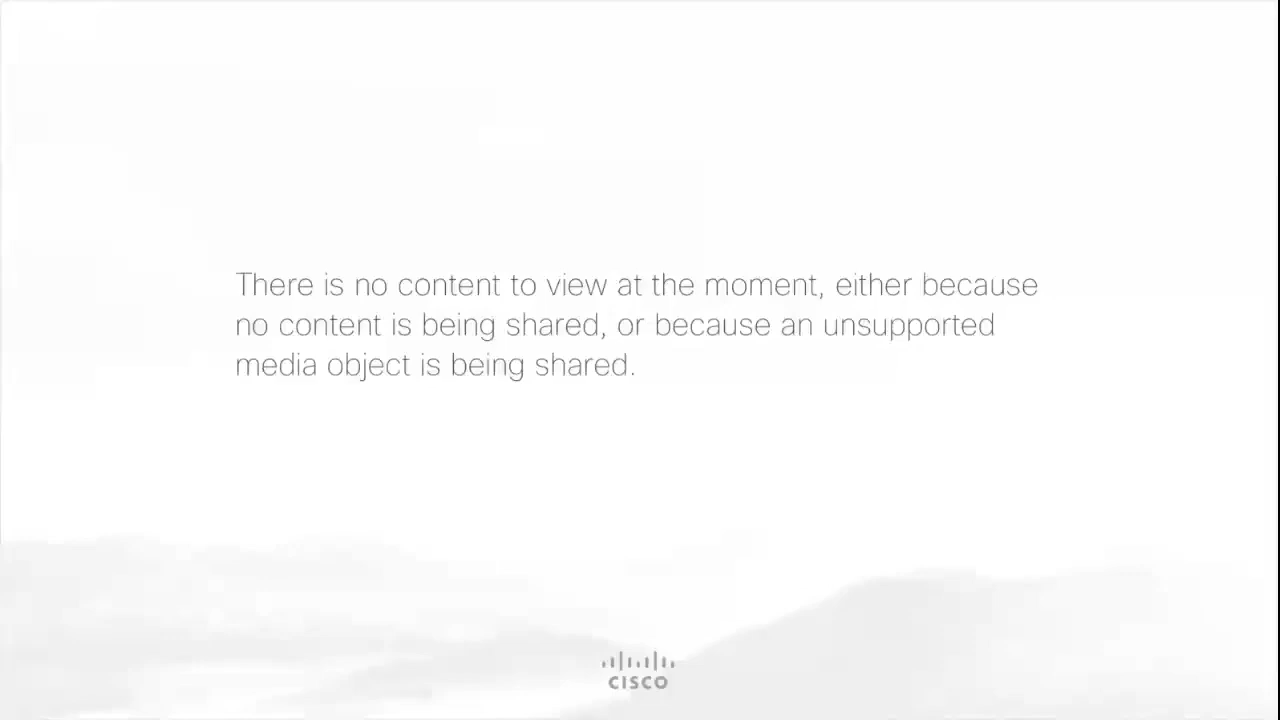 There is no content to view at the moment, either because
no content is being shared, or because an unsupported
media object is being shared.
CISCO